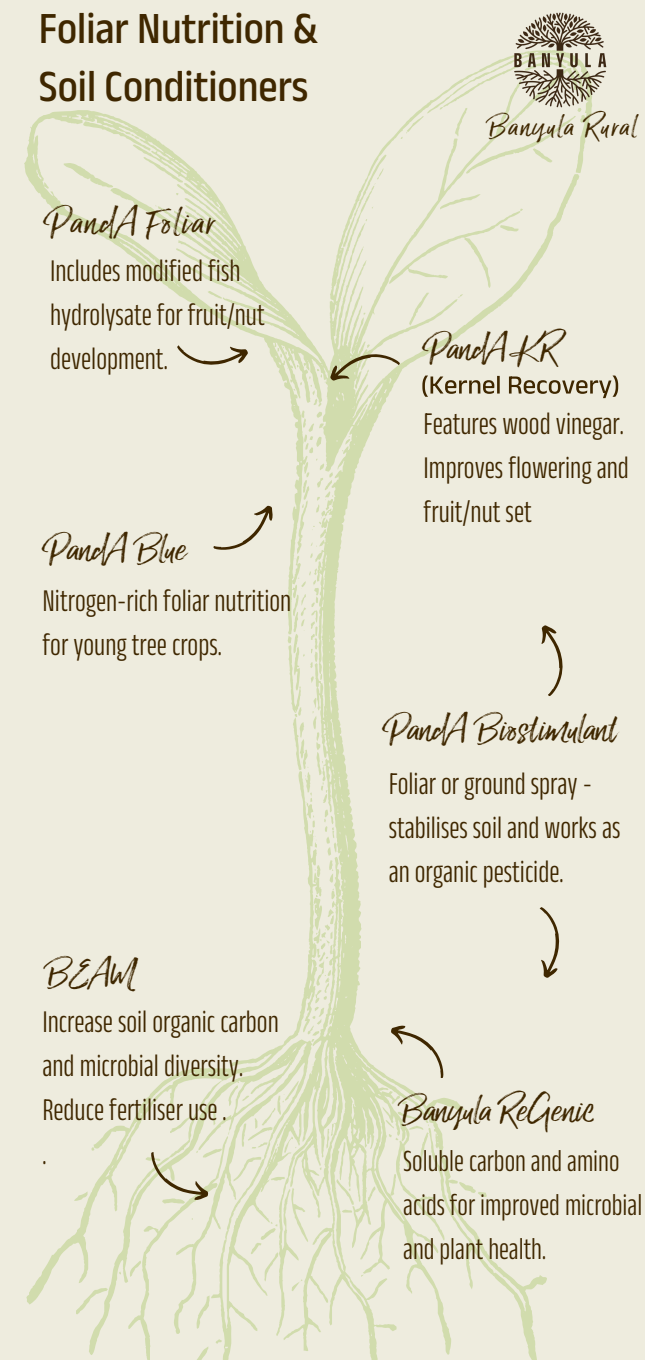 Foliar Nutrition &
Soil Conditioners
BANYULA
Banyula Rural
PandA Foliar
Includes modified fish
hydrolysate for fruit/nut
development.
PandA KR
(Kernel Recovery)
Features wood vinegar.
Improves flowering and
fruit/nut set
PandA Blue
Nitrogen-rich foliar nutrition
for young tree crops.
PandA Biostimulant
Foliar or ground spray -
stabilises soil and works as
an organic pesticide.
BEAM
Increase soil organic carbon
and microbial diversity.
Reduce fertiliser use .
.
Banyula ReGenic
Soluble carbon and amino
acids for improved microbial
and plant health.